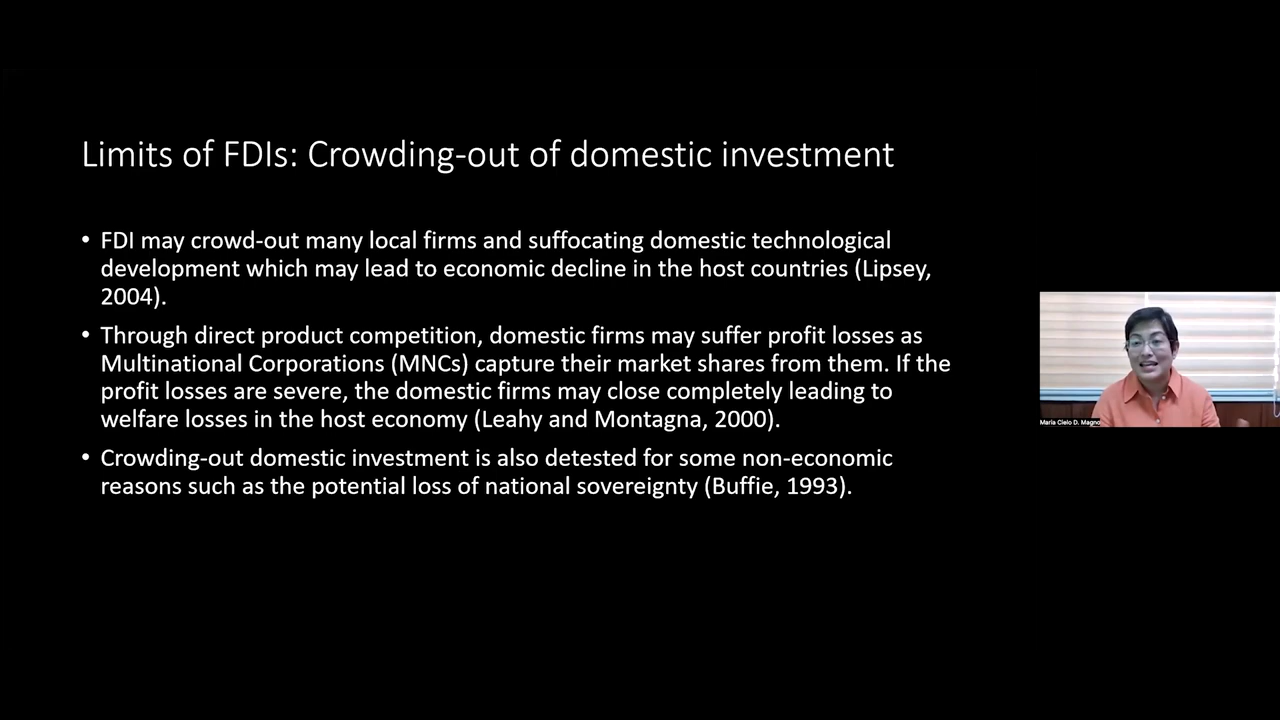 Limits of FDIs: Crowding-out of domestic investment
• FDI may crowd-out many local firms and suffocating domestic technological
development which may lead to economic decline in the host countries (Lipsey,
2004).
• Through direct product competition, domestic firms may suffer profit losses as
Multinational Corporations (MNCs) capture their market shares from them. If the
profit losses are severe, the domestic firms may close completely leading to
welfare losses in the host economy (Leahy and Montagna, 2000).
• Crowding-out domestic investment is also detested for some non-economic
reasons such as the potential loss of national sovereignty (Buffie, 1993).
Maria Cielo D. Magno